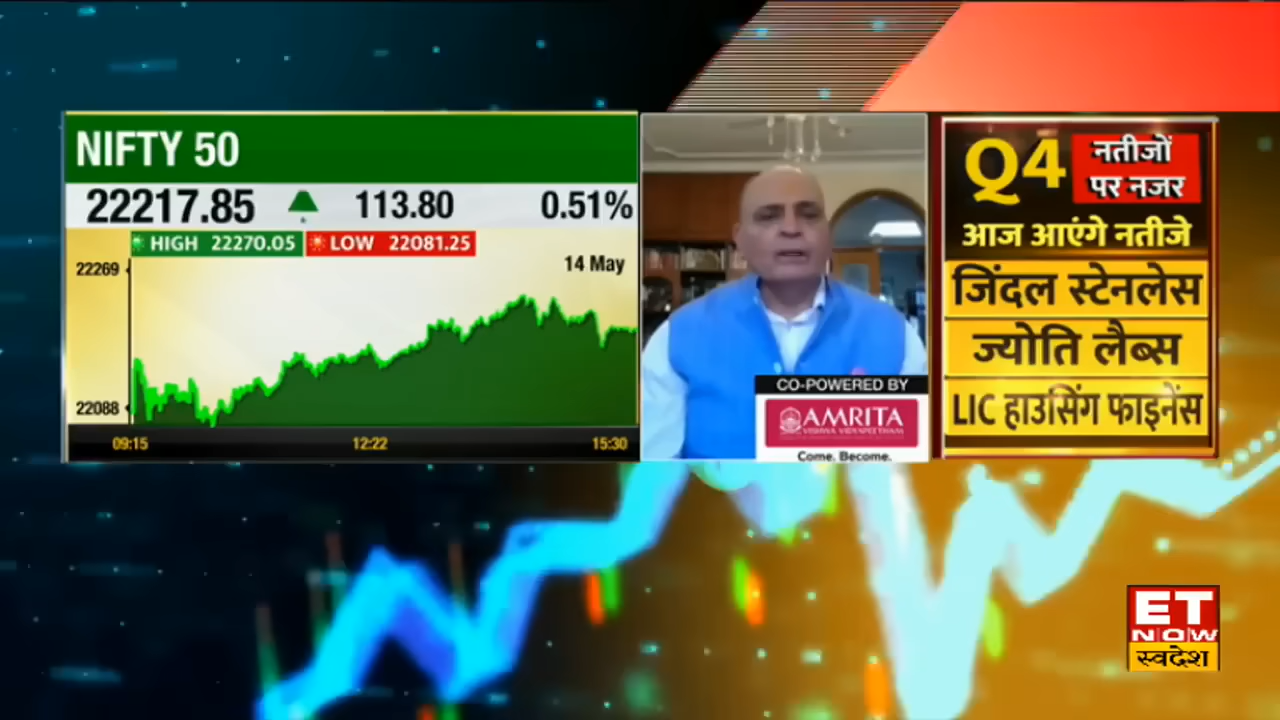 NIFTY 50
22217.85 113.80 0.51%
HIGH 22270.05 LOW 22081.25
14 May
22269
22088
09:15 12:22 15:30
CO-POWERED BY
AMRITA
VISHWA VIDYAPEETHAM
Come. Become.
Q4 नतीजों
पर नजर
आज आएंगे नतीजे
जिंदल स्टेनलेस
ज्योति लैब्स
LIC हाउसिंग फाइनेंस
ET
NOW
स्वदेश